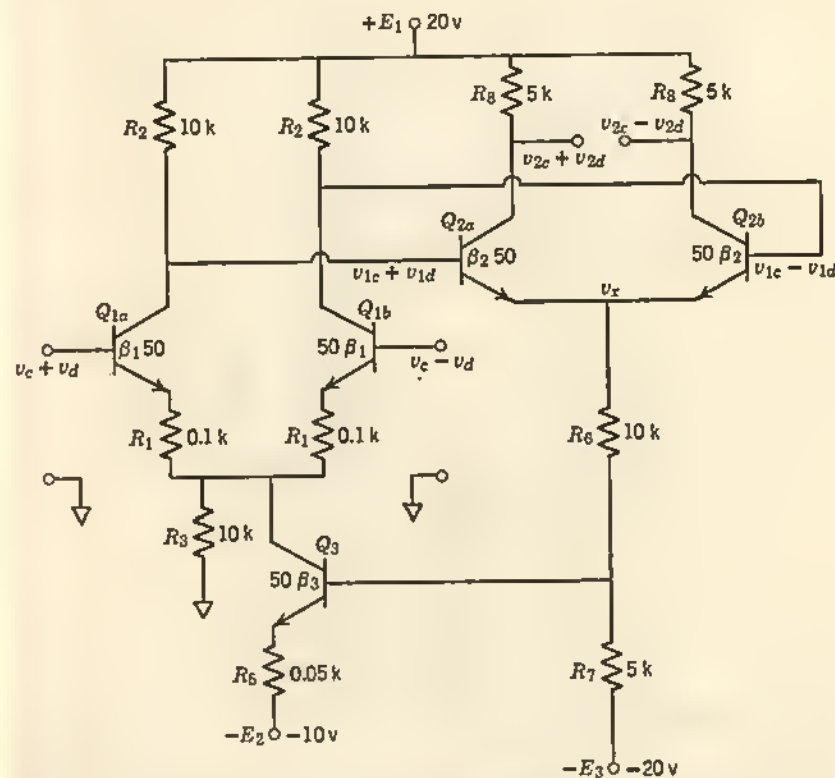 +E₁ 20 v
R₂ 10 k R₂ 10 k R₈ 5 k R₈ 5 k
v₂c + v₂d v₂c − v₂d
Q₂a Q₂b
β₂ 50 50 β₂
v₁c + v₁d vₓ v₁c − v₁d
Q₁a Q₁b
β₁ 50 50 β₁
v_c + v_d v_c − v_d
R₁ 0.1 k R₁ 0.1 k R₆ 10 k
R₃ 10 k
Q₃
50 β₃
R₅ 0.05 k R₇ 5 k
−E₂ −10 v
−E₃ −20 v